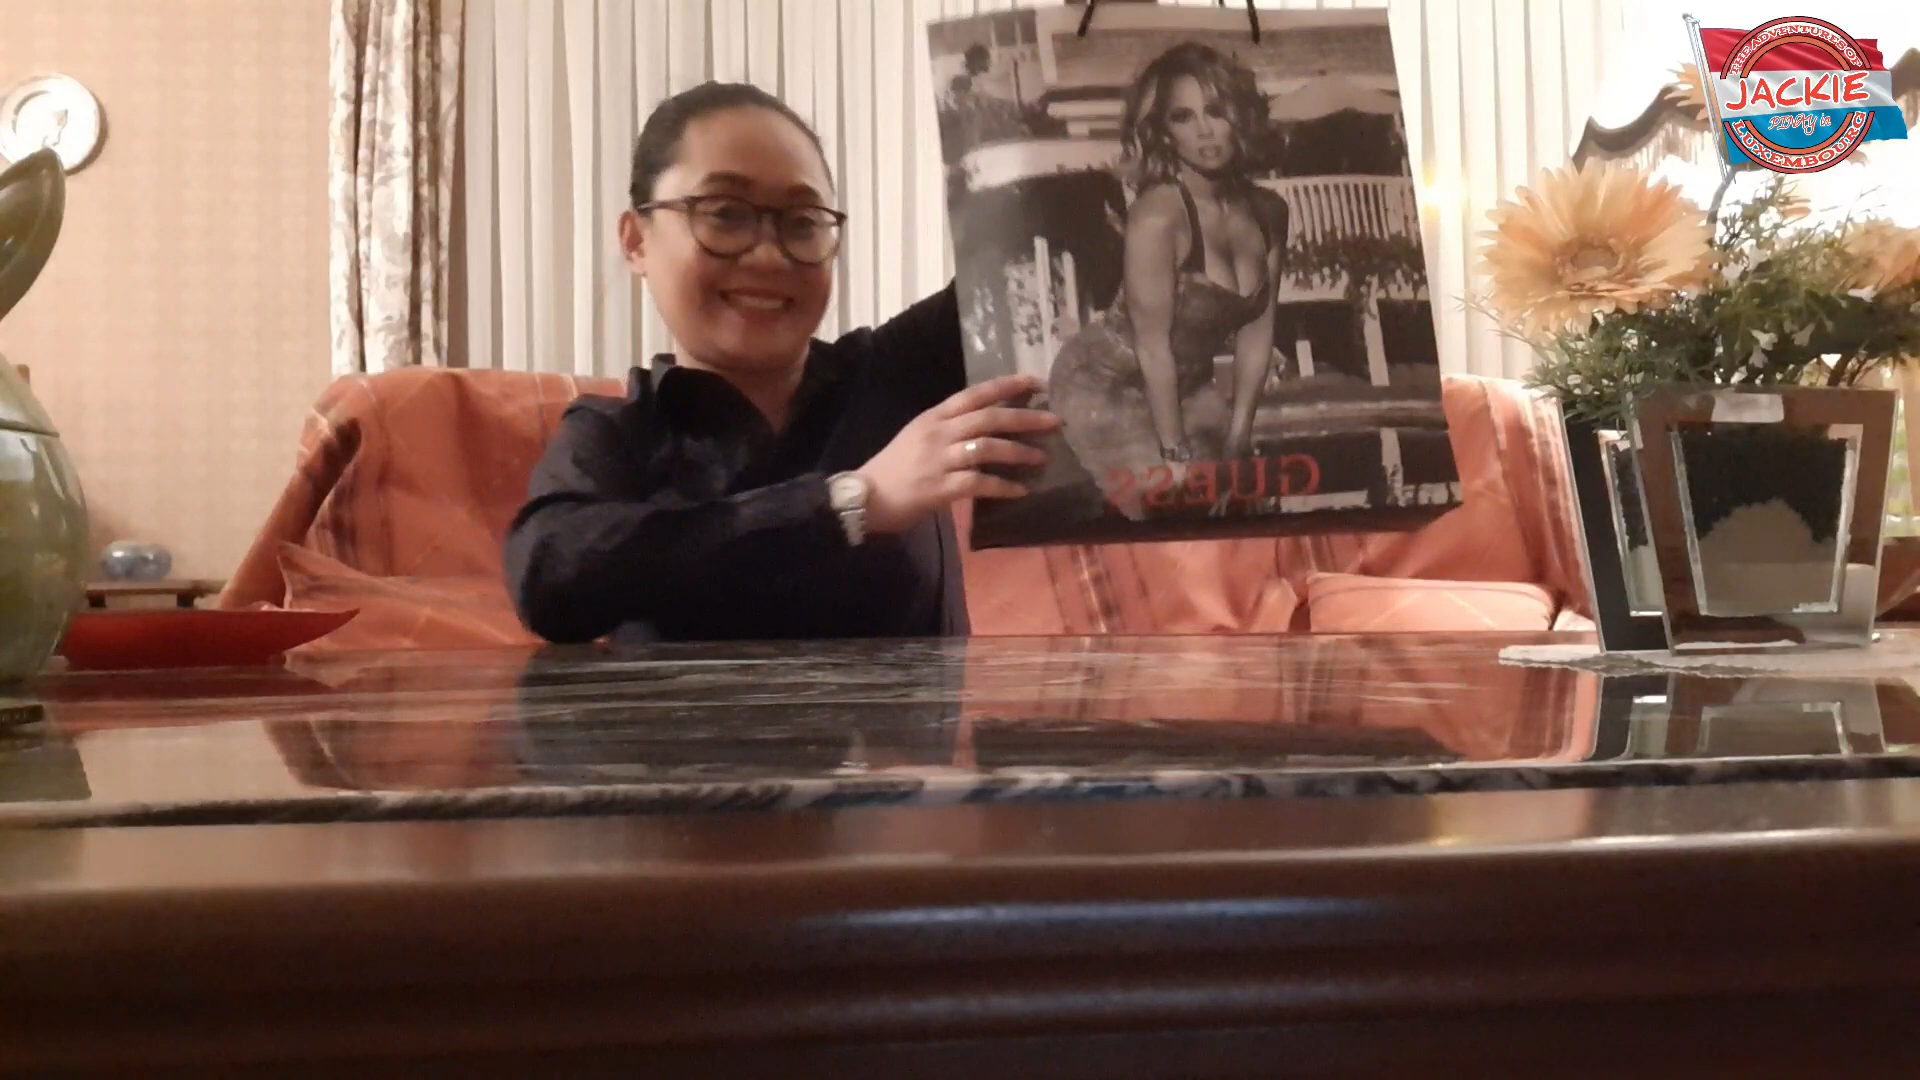 THE ADVENTURES OF
JACKIE
PINAY in
LUXEMBOURG
GUESS